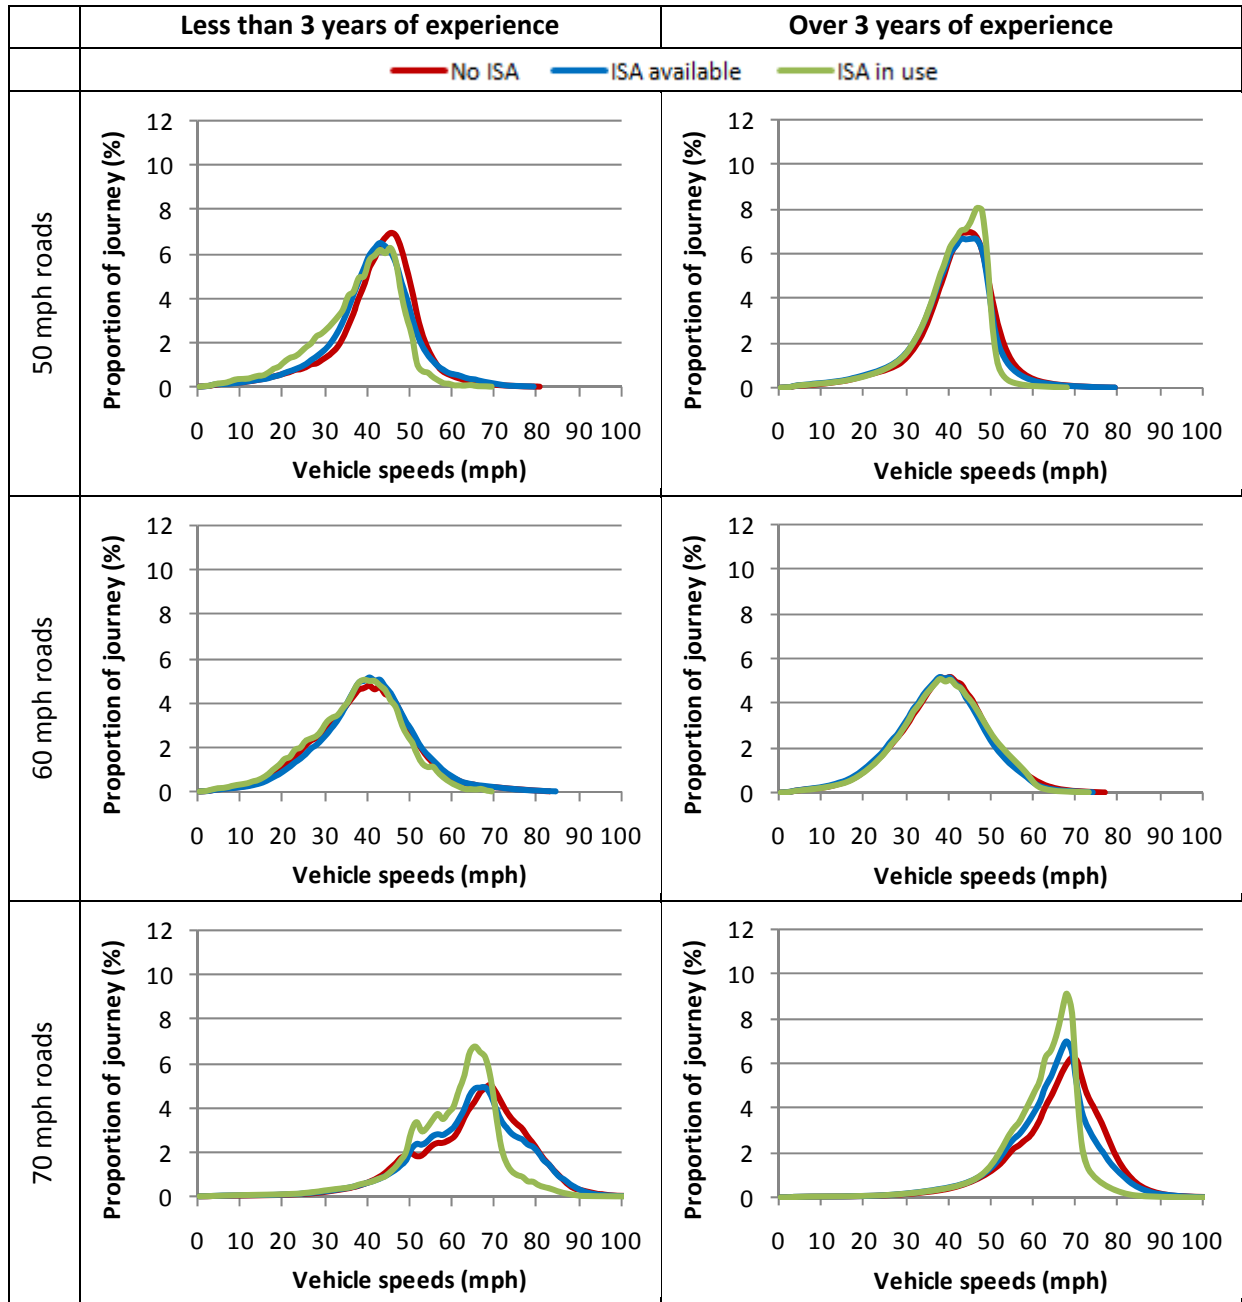 Less than 3 years of experience
Over 3 years of experience
No ISA ISA available ISA in use
50 mph roads
Proportion of journey (%)
12
10
8
6
4
2
0
0 10 20 30 40 50 60 70 80 90 100
Vehicle speeds (mph)
Proportion of journey (%)
12
10
8
6
4
2
0
0 10 20 30 40 50 60 70 80 90 100
Vehicle speeds (mph)
60 mph roads
Proportion of journey (%)
12
10
8
6
4
2
0
0 10 20 30 40 50 60 70 80 90 100
Vehicle speeds (mph)
Proportion of journey (%)
12
10
8
6
4
2
0
0 10 20 30 40 50 60 70 80 90 100
Vehicle speeds (mph)
70 mph roads
Proportion of journey (%)
12
10
8
6
4
2
0
0 10 20 30 40 50 60 70 80 90 100
Vehicle speeds (mph)
Proportion of journey (%)
12
10
8
6
4
2
0
0 10 20 30 40 50 60 70 80 90 100
Vehicle speeds (mph)